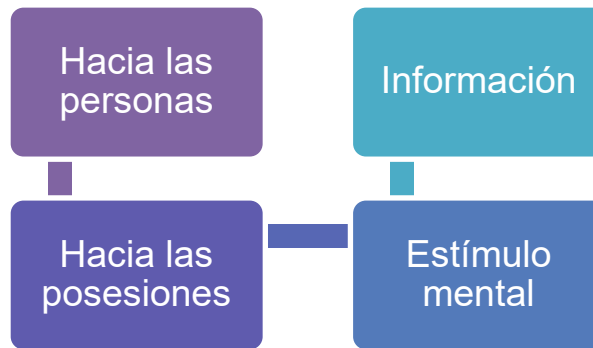 Hacia las
personas
Hacia las
posesiones
Estímulo
mental
Información